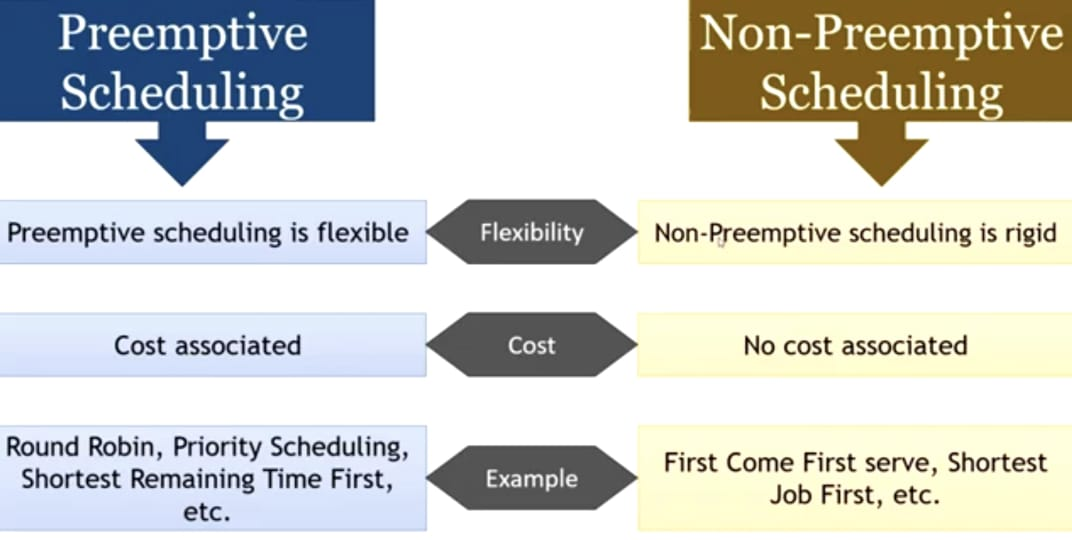 Preemptive
Scheduling
Non-Preemptive
Scheduling
Preemptive scheduling is flexible
Flexibility
Non-Preemptive scheduling is rigid
Cost associated
Cost
No cost associated
Round Robin, Priority Scheduling,
Shortest Remaining Time First,
etc.
Example
First Come First serve, Shortest
Job First, etc.